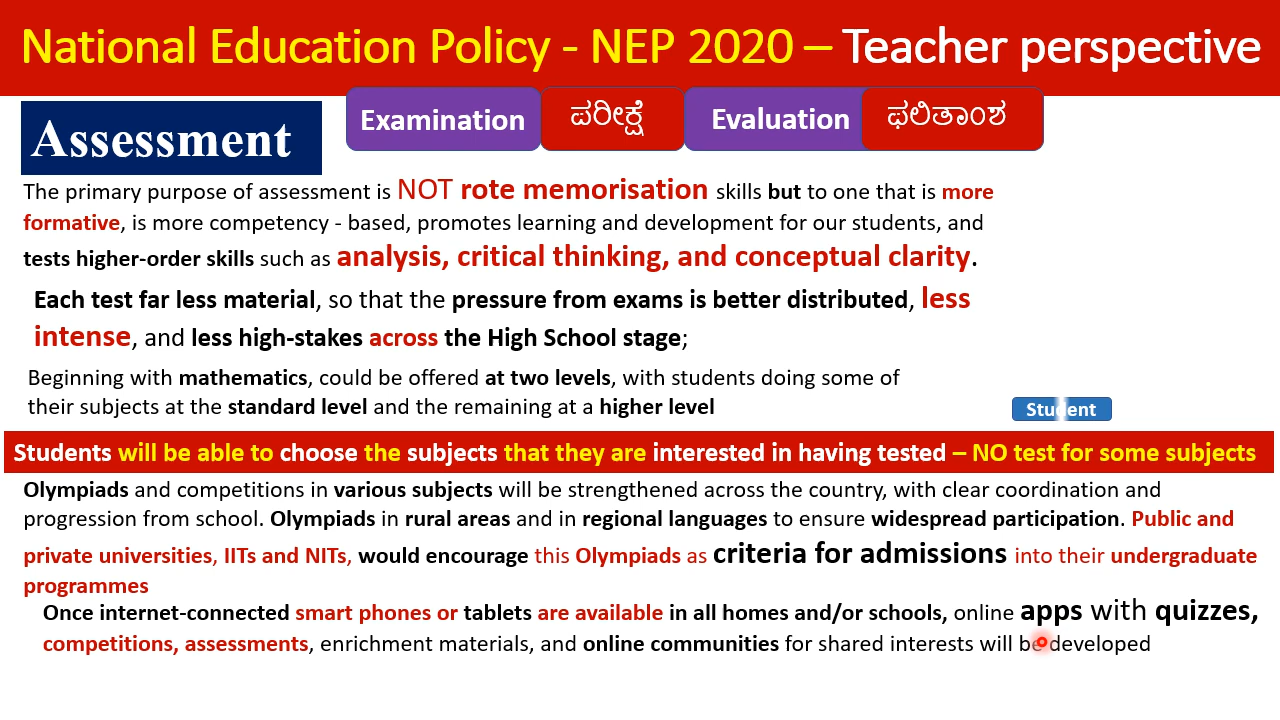 National Education Policy - NEP 2020 – Teacher perspective
Assessment
Examination ಪರೀಕ್ಷೆ Evaluation ಫಲಿತಾಂಶ
The primary purpose of assessment is NOT rote memorisation skills but to one that is more
formative, is more competency - based, promotes learning and development for our students, and
tests higher-order skills such as analysis, critical thinking, and conceptual clarity.
Each test far less material, so that the pressure from exams is better distributed, less
intense, and less high-stakes across the High School stage;
Beginning with mathematics, could be offered at two levels, with students doing some of
their subjects at the standard level and the remaining at a higher level
Student
Students will be able to choose the subjects that they are interested in having tested – NO test for some subjects
Olympiads and competitions in various subjects will be strengthened across the country, with clear coordination and
progression from school. Olympiads in rural areas and in regional languages to ensure widespread participation. Public and
private universities, IITs and NITs, would encourage this Olympiads as criteria for admissions into their undergraduate
programmes
Once internet-connected smart phones or tablets are available in all homes and/or schools, online apps with quizzes,
competitions, assessments, enrichment materials, and online communities for shared interests will be developed